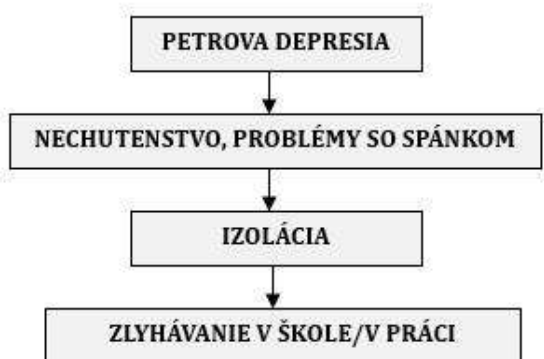 PETROVA DEPRESIA
NECHUTENSTVO, PROBLÉMY SO SPÁNKOM
IZOLÁCIA
ZLYHÁVANIE V ŠKOLE/V PRÁCI